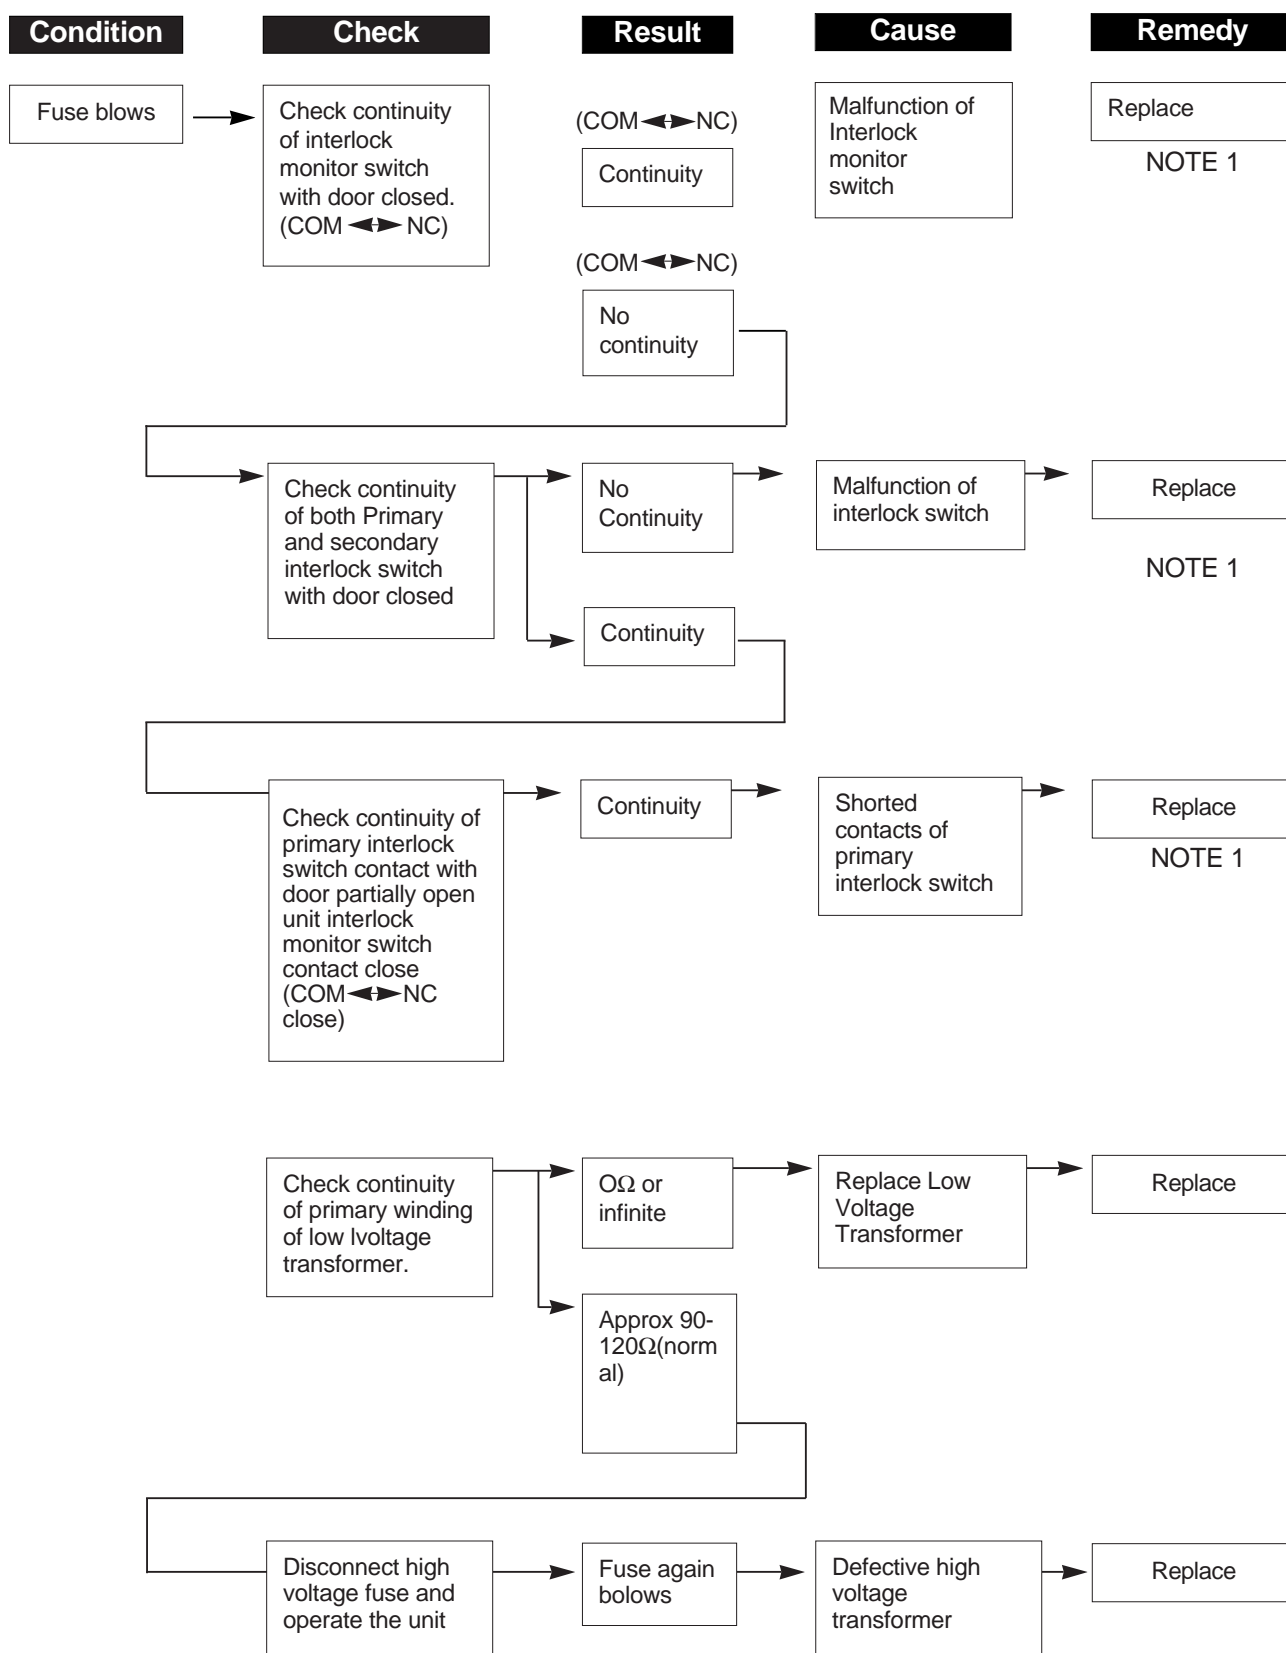 Condition
Check
Result
Cause
Remedy
Fuse blows
Check continuity
of interlock
monitor switch
with door closed.
(COM ◄► NC)
(COM ◄► NC)
Continuity
Malfunction of
Interlock
monitor
switch
Replace
NOTE 1
(COM ◄► NC)
No
continuity
Check continuity
of both Primary
and secondary
interlock switch
with door closed
No
Continuity
Malfunction of
interlock switch
Replace
NOTE 1
Continuity
Check continuity of
primary interlock
switch contact with
door partially open
unit interlock
monitor switch
contact close
(COM ◄► NC
close)
Continuity
Shorted
contacts of
primary
interlock switch
Replace
NOTE 1
Check continuity
of primary winding
of low lvoltage
transformer.
OΩ or
infinite
Replace Low
Voltage
Transformer
Replace
Approx 90-
120Ω(norm
al)
Disconnect high
voltage fuse and
operate the unit
Fuse again
bolows
Defective high
voltage
transformer
Replace